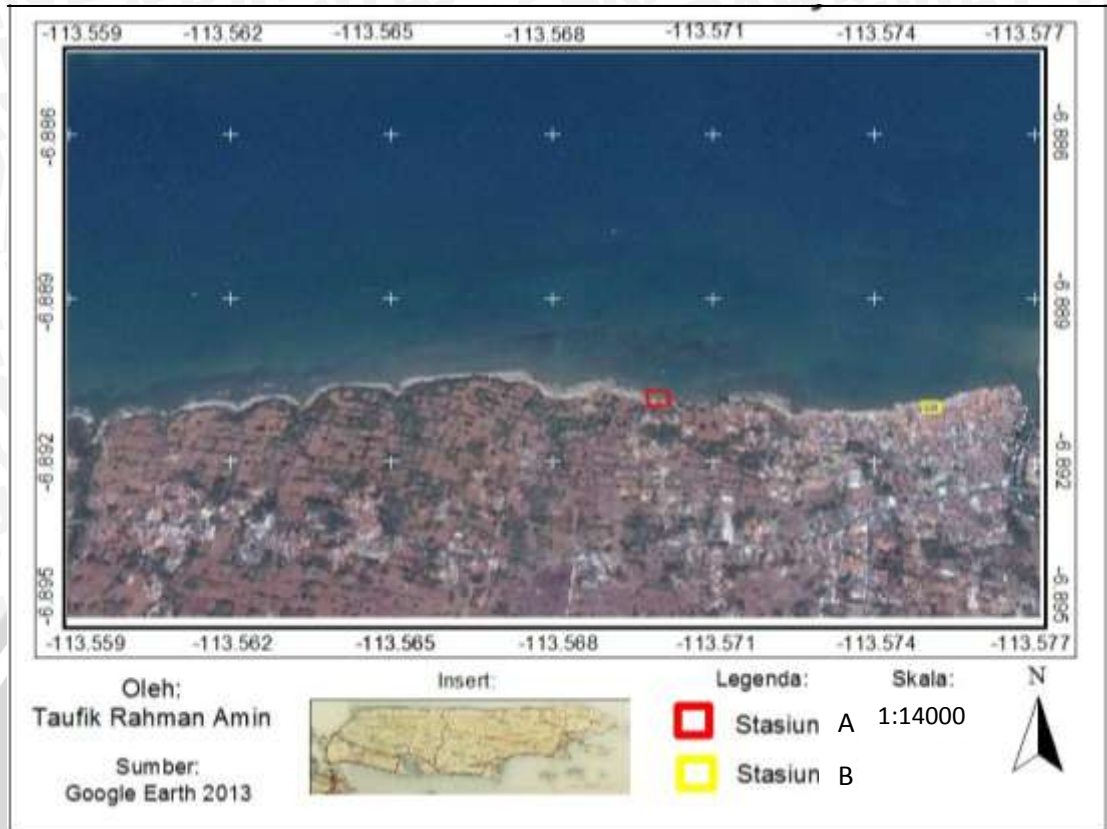 -113.559 -113.562 -113.565 -113.568 -113.571 -113.574 -113.577
-6.886 -6.886
-6.889 -6.889
-6.892 -6.892
-6.895 -6.895
-113.559 -113.562 -113.565 -113.568 -113.571 -113.574 -113.577
Oleh:
Taufik Rahman Amin
Sumber:
Google Earth 2013
Insert:
Legenda:
Stasiun A
Stasiun B
Skala:
1:14000
N